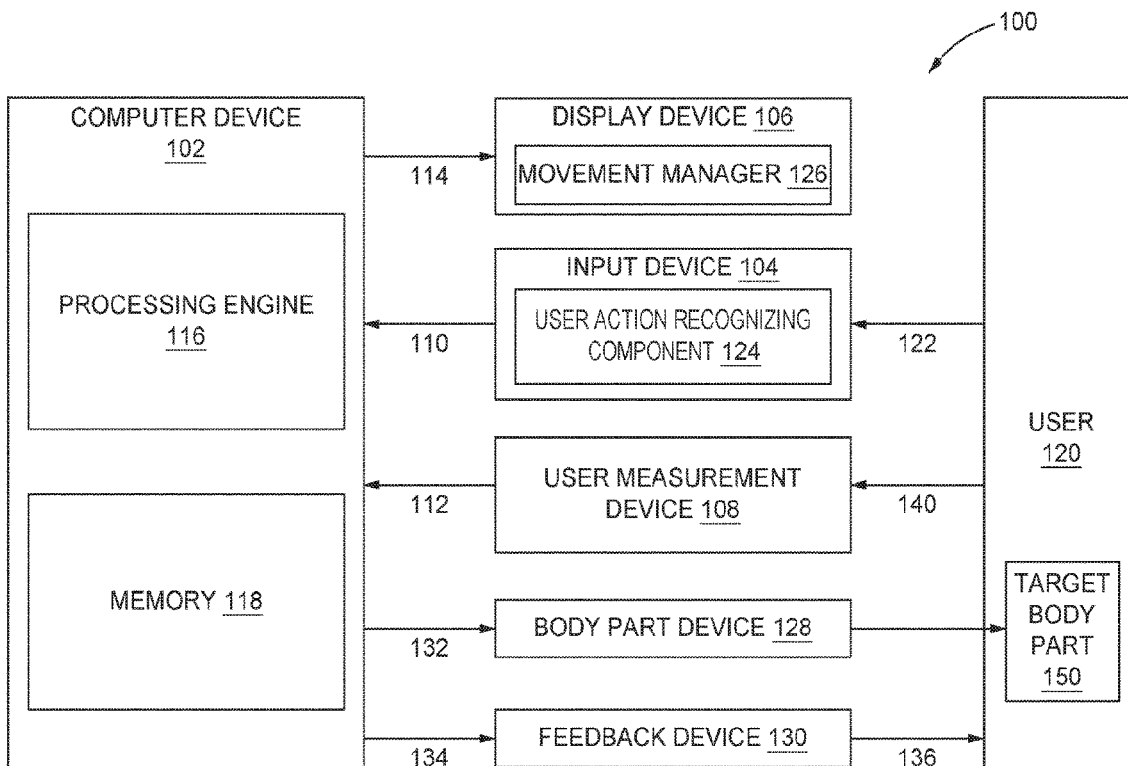 100
COMPUTER DEVICE
102
PROCESSING ENGINE
116
MEMORY 118
114
110
112
132
134
DISPLAY DEVICE 106
MOVEMENT MANAGER 126
INPUT DEVICE 104
USER ACTION RECOGNIZING
COMPONENT 124
USER MEASUREMENT
DEVICE 108
BODY PART DEVICE 128
FEEDBACK DEVICE 130
122
140
136
USER
120
TARGET
BODY
PART
150